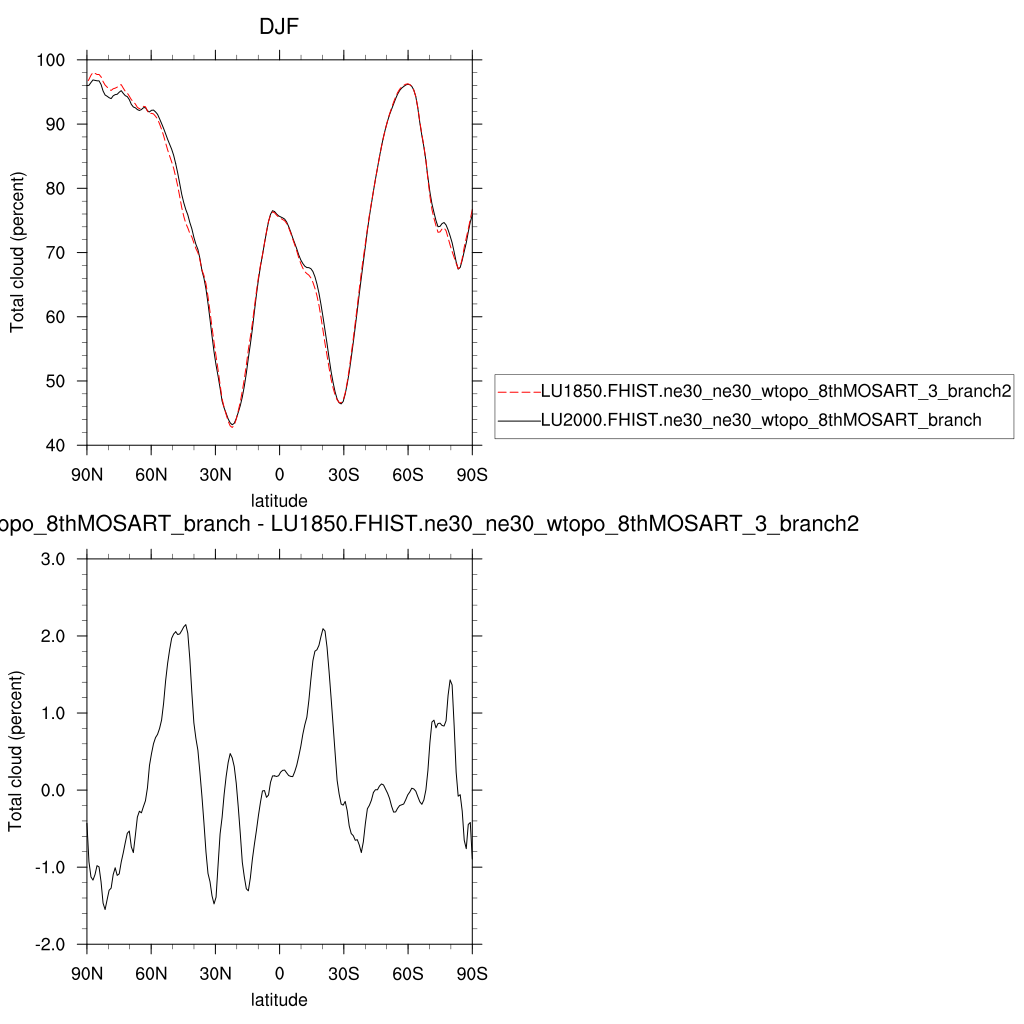 DJF
100
90
80
70
60
50
40
Total cloud (percent)
90N 60N 30N 0 30S 60S 90S
latitude
LU1850.FHIST.ne30_ne30_wtopo_8thMOSART_3_branch2
LU2000.FHIST.ne30_ne30_wtopo_8thMOSART_branch
opo_8thMOSART_branch - LU1850.FHIST.ne30_ne30_wtopo_8thMOSART_3_branch2
3.0
2.0
1.0
0.0
-1.0
-2.0
Total cloud (percent)
90N 60N 30N 0 30S 60S 90S
latitude